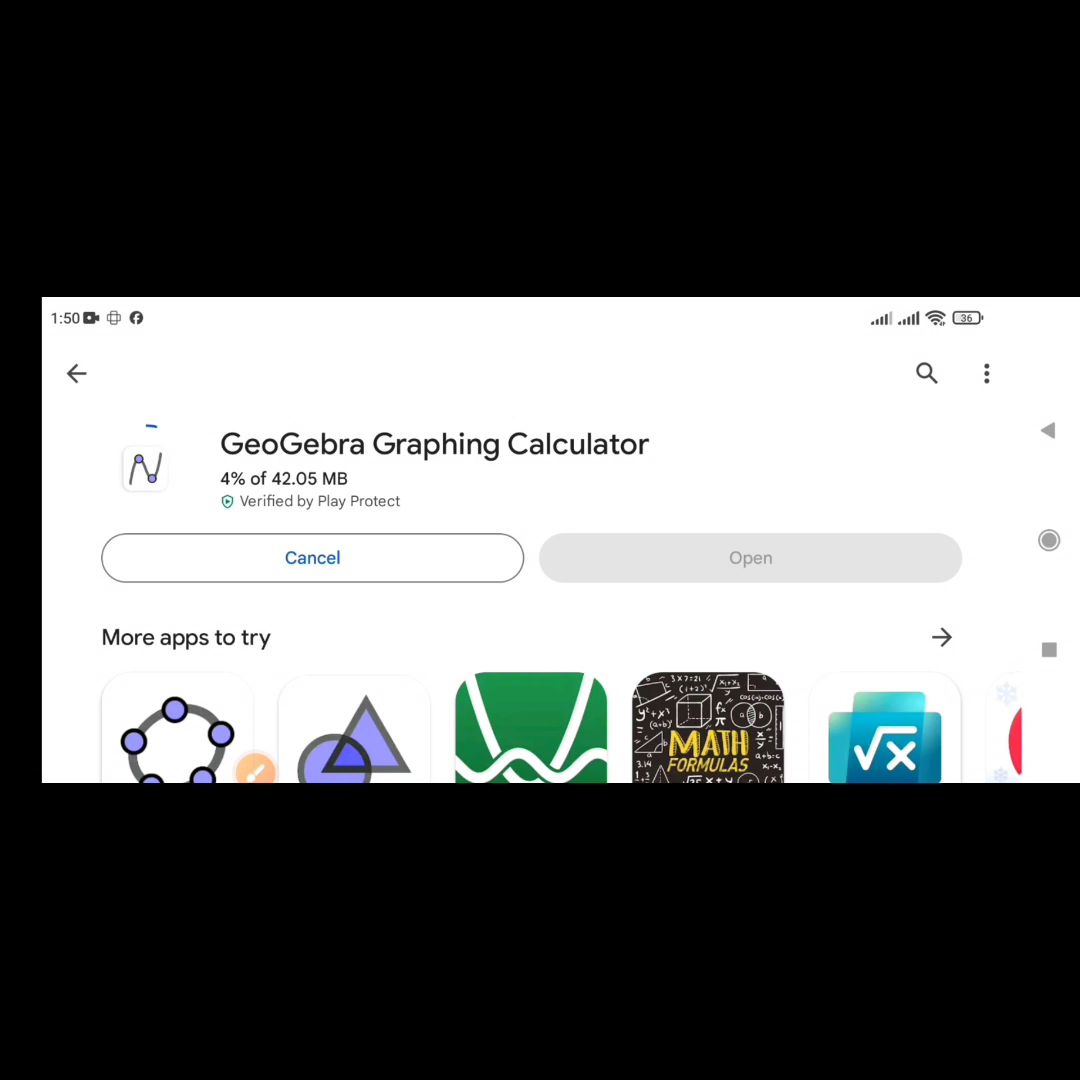 1:50
36
GeoGebra Graphing Calculator
4% of 42.05 MB
Verified by Play Protect
Cancel
Open
More apps to try
MATH
FORMULAS
√x